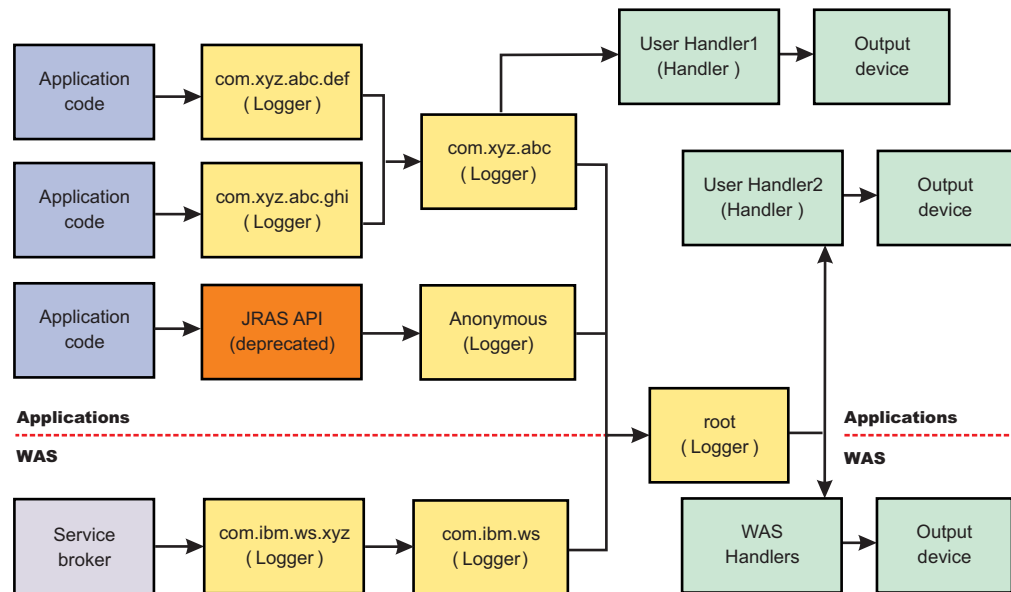 Application
code
com.xyz.abc.def
( Logger )
User Handler1
(Handler )
Output
device
com.xyz.abc
( Logger)
Application
code
com.xyz.abc.ghi
( Logger )
User Handler2
(Handler )
Output
device
Application
code
JRAS API
(deprecated)
Anonymous
(Logger)
Applications
WAS
root
( Logger )
Applications
WAS
Service
broker
com.ibm.ws.xyz
( Logger )
com.ibm.ws
( Logger )
WAS
Handlers
Output
device